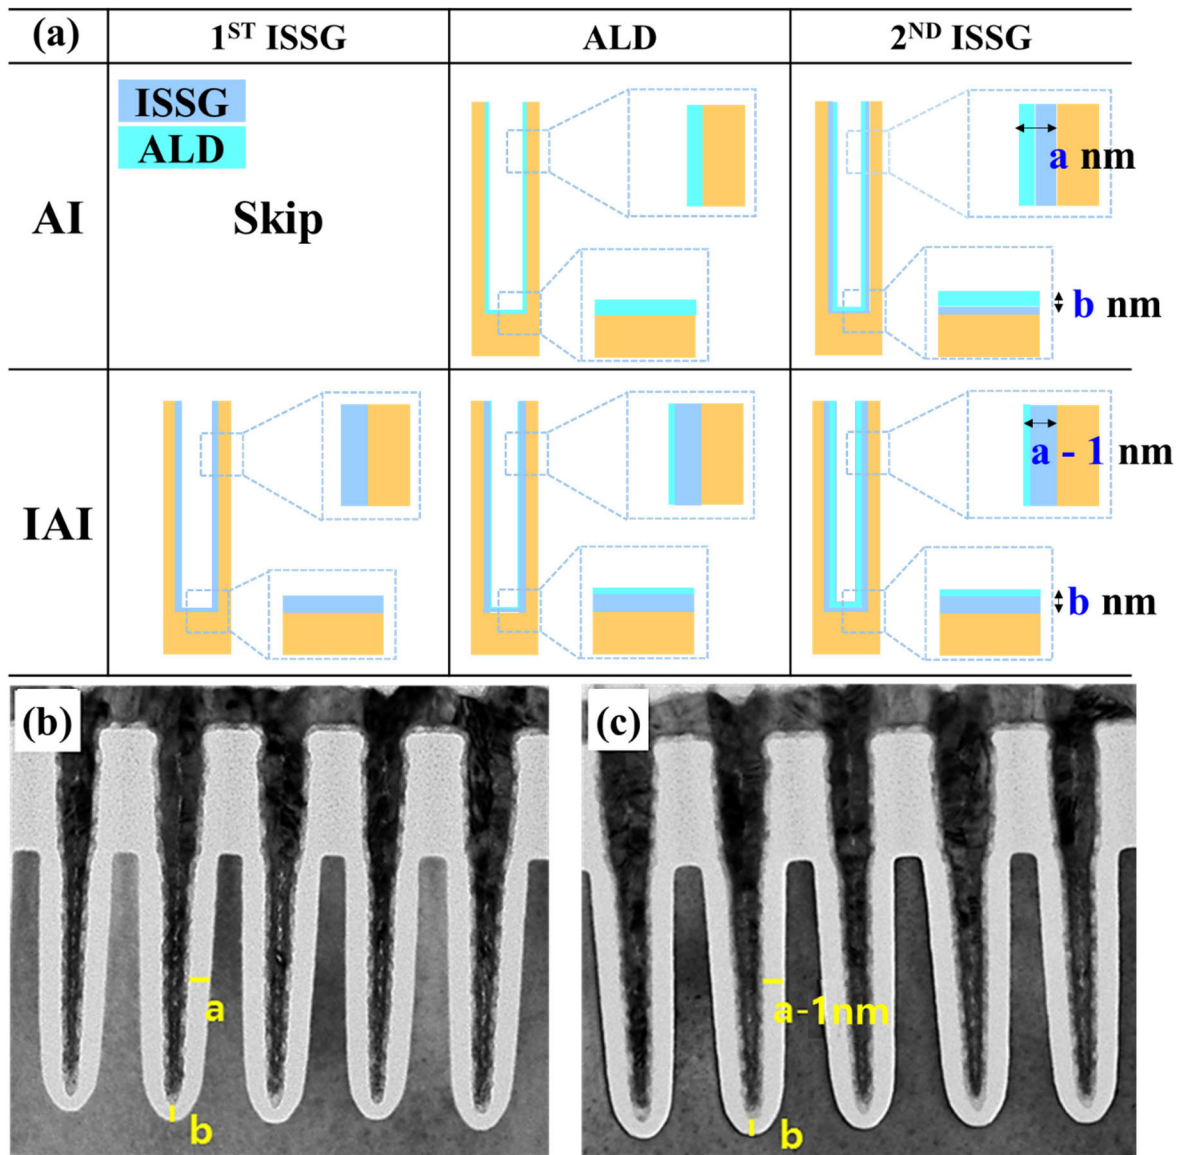 (a)
1ST ISSG
ALD
2ND ISSG
AI
ISSG
ALD
Skip
a nm
b nm
IAI
a - 1 nm
b nm
(b)
a
b
(c)
a-1nm
b